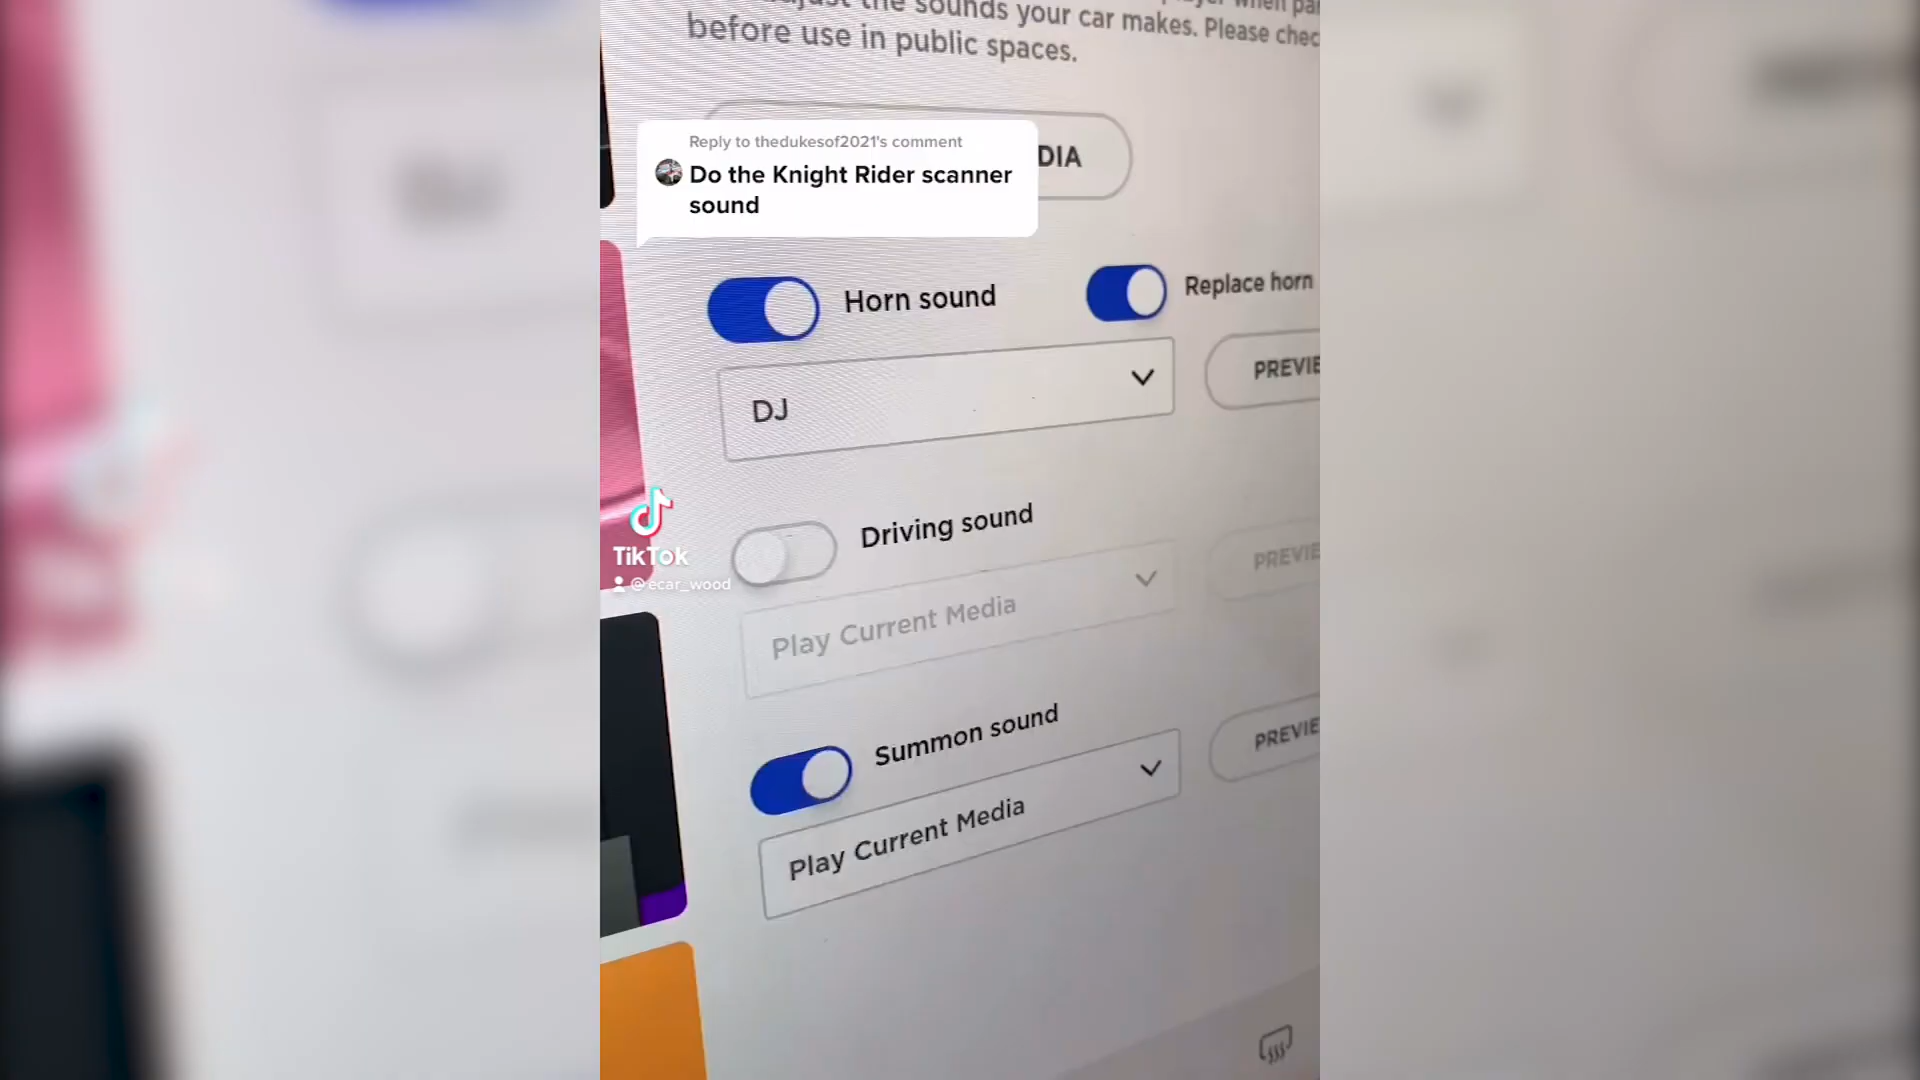 the sounds your car makes. Please
before use in public spaces.
DIA
Reply to thedukesof2021's comment
Do the Knight Rider scanner
sound
Horn sound
Replace horn
DJ
PREVIE
Driving sound
PREVIE
Play Current Media
Summon sound
PREVIE
Play Current Media
TikTok
@ecar_wood